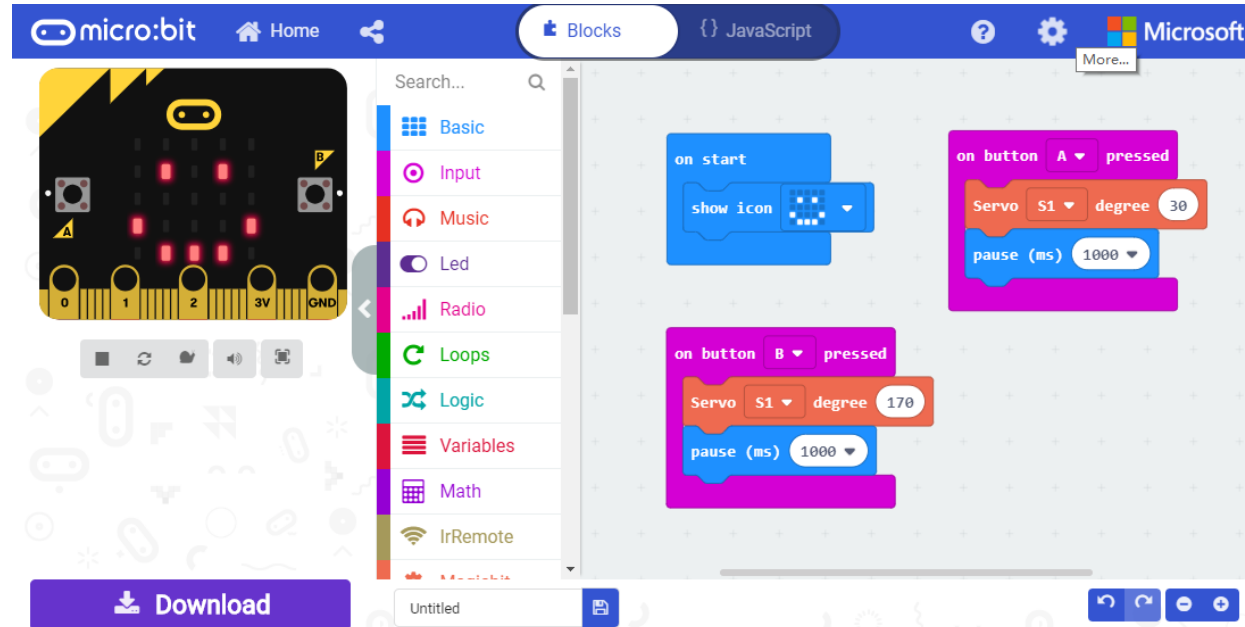 micro:bit Home Blocks {} JavaScript ? Microsoft
More...
Search...
Basic
Input
Music
Led
Radio
Loops
Logic
Variables
Math
IrRemote
Magicbit
B
A
0 1 2 3V GND
on start
show icon
on button A pressed
Servo S1 degree 30
pause (ms) 1000
on button B pressed
Servo S1 degree 170
pause (ms) 1000
Download
Untitled